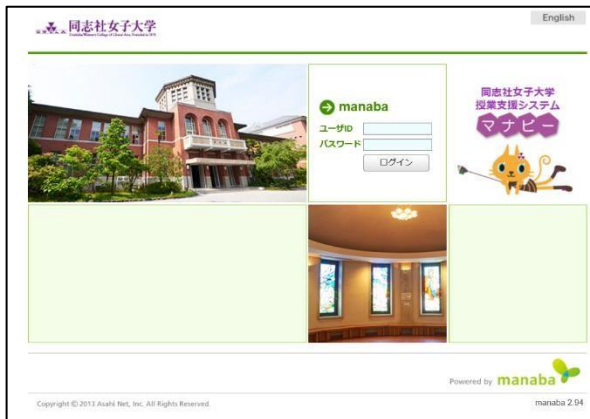 English
同志社女子大学
manaba
ユーザID
パスワード
ログイン
同志社女子大学
授業支援システム
マナビー
Powered by manaba
Copyright © 2013 Asahi Net, Inc. All Rights Reserved.
manaba 2.94